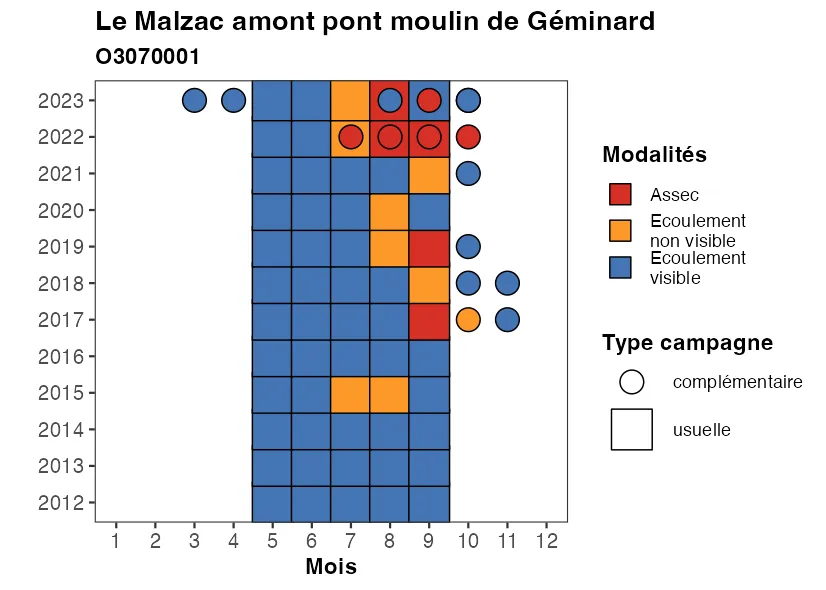 Le Malzac amont pont moulin de Géminard
O3070001
2023
2022
2021
2020
2019
2018
2017
2016
2015
2014
2013
2012
1 2 3 4 5 6 7 8 9 10 11 12
Mois
Modalités
Assec
Ecoulement
non visible
Ecoulement
visible
Type campagne
complémentaire
usuelle